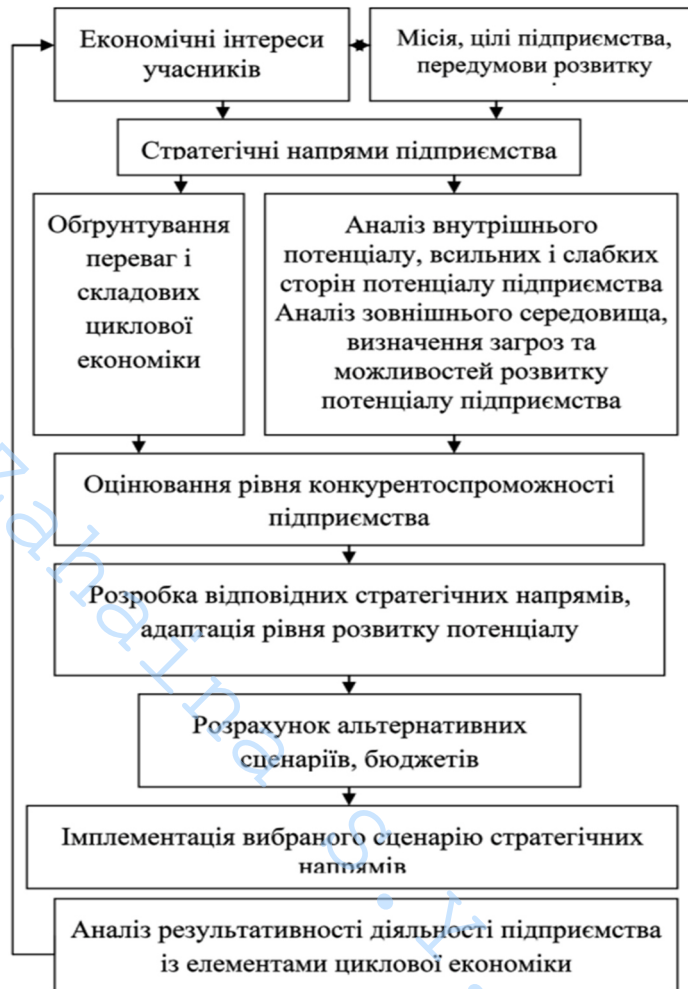 Економічні інтереси
учасників
Місія, цілі підприємства,
передумови розвитку
Стратегічні напрями підприємства
Обґрунтування
переваг і
складових
циклової
економіки
Аналіз внутрішнього
потенціалу, всильних і слабких
сторін потенціалу підприємства
Аналіз зовнішнього середовища,
визначення загроз та
можливостей розвитку
потенціалу підприємства
Оцінювання рівня конкурентоспроможності
підприємства
Розробка відповідних стратегічних напрямів,
адаптація рівня розвитку потенціалу
Розрахунок альтернативних
сценаріїв, бюджетів
Імплементація вибраного сценарію стратегічних
напрямів
Аналіз результативності діяльності підприємства
із елементами циклової економіки
zahaina s.y.